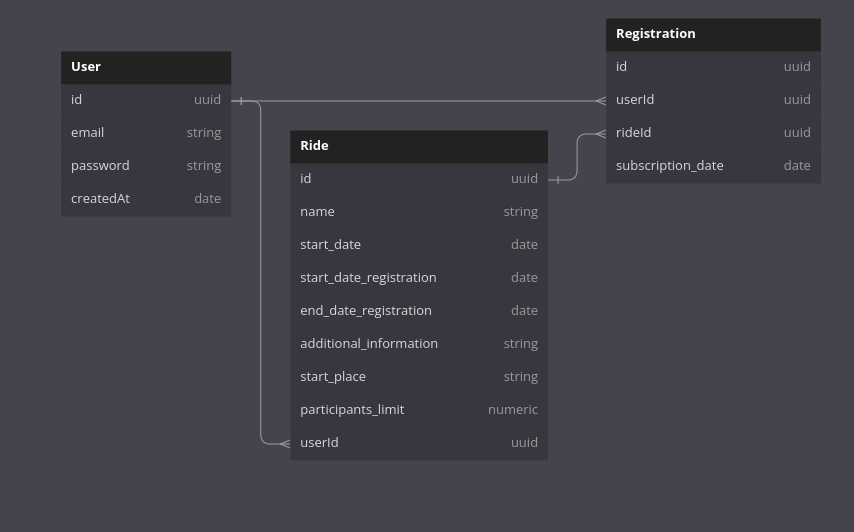 User
id uuid
email string
password string
createdAt date
Ride
id uuid
name string
start_date date
start_date_registration date
end_date_registration date
additional_information string
start_place string
participants_limit numeric
userId uuid
Registration
id uuid
userId uuid
rideId uuid
subscription_date date